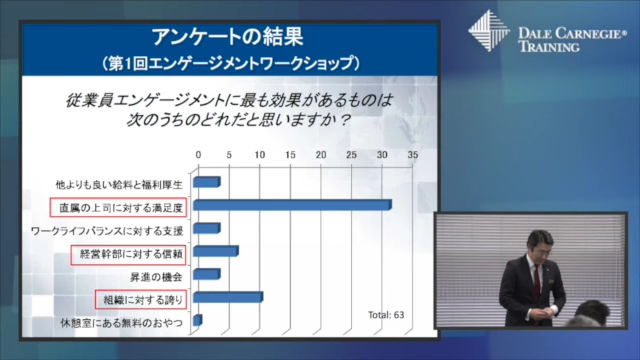 アンケートの結果
(第1回エンゲージメントワークショップ)
DALE CARNEGIE®
TRAINING
従業員エンゲージメントに最も効果があるものは
次のうちのどれだと思いますか？
0 5 10 15 20 25 30 35
他よりも良い給料と福利厚生
直属の上司に対する満足度
ワークライフバランスに対する支援
経営幹部に対する信頼
昇進の機会
組織に対する誇り
休憩室にある無料のおやつ
Total: 63